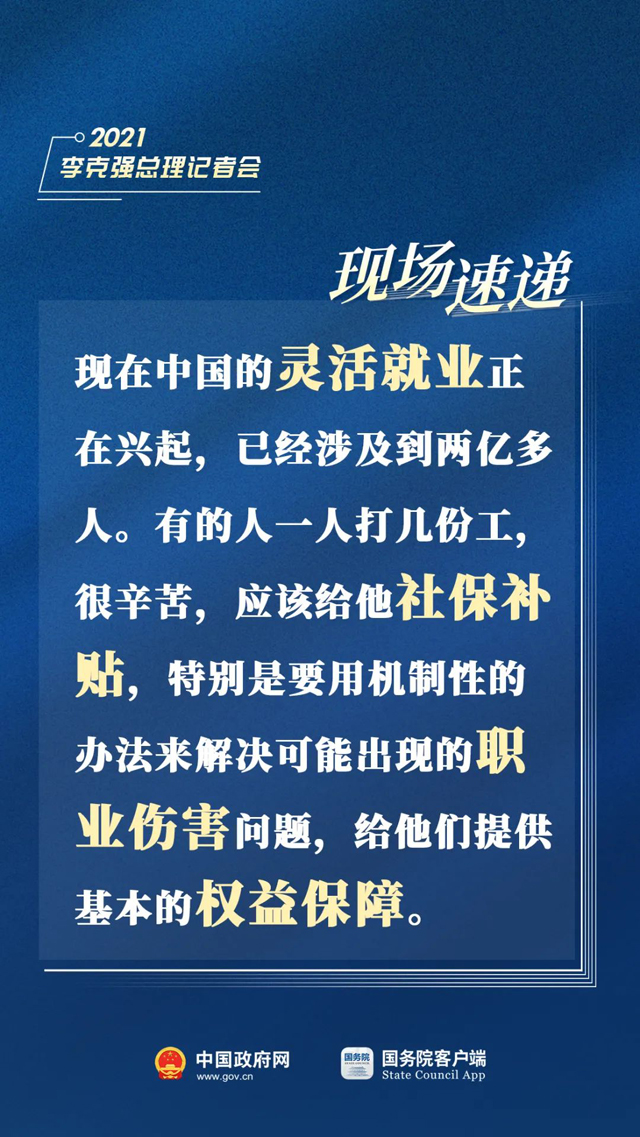 2021
李克强总理记者会
现场速递
现在中国的灵活就业正
在兴起，已经涉及到两亿多
人。有的人一人打几份工，
很辛苦，应该给他社保补
贴，特别是要用机制性的
办法来解决可能出现的职
业伤害问题，给他们提供
基本的权益保障。
中国政府网
www.gov.cn
国务院
国务院客户端
State Council App